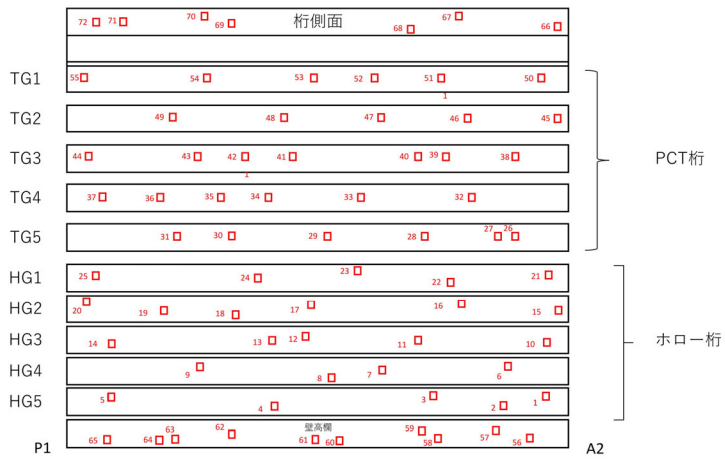 72 71 70 69 桁側面 68 67 66
TG1 55 54 53 52 51 50
1
TG2 49 48 47 46 45
TG3 44 43 42 41 40 39 38 PCT桁
1
TG4 37 36 35 34 33 32
TG5 31 30 29 28 27 26
HG1 25 24 23 22 21
HG2 20 19 18 17 16 15
HG3 14 13 12 11 10 ホロー桁
HG4 9 8 7 6
HG5 5 4 3 2 1
P1 65 64 63 62 壁高欄 61 60 59 58 57 56 A2